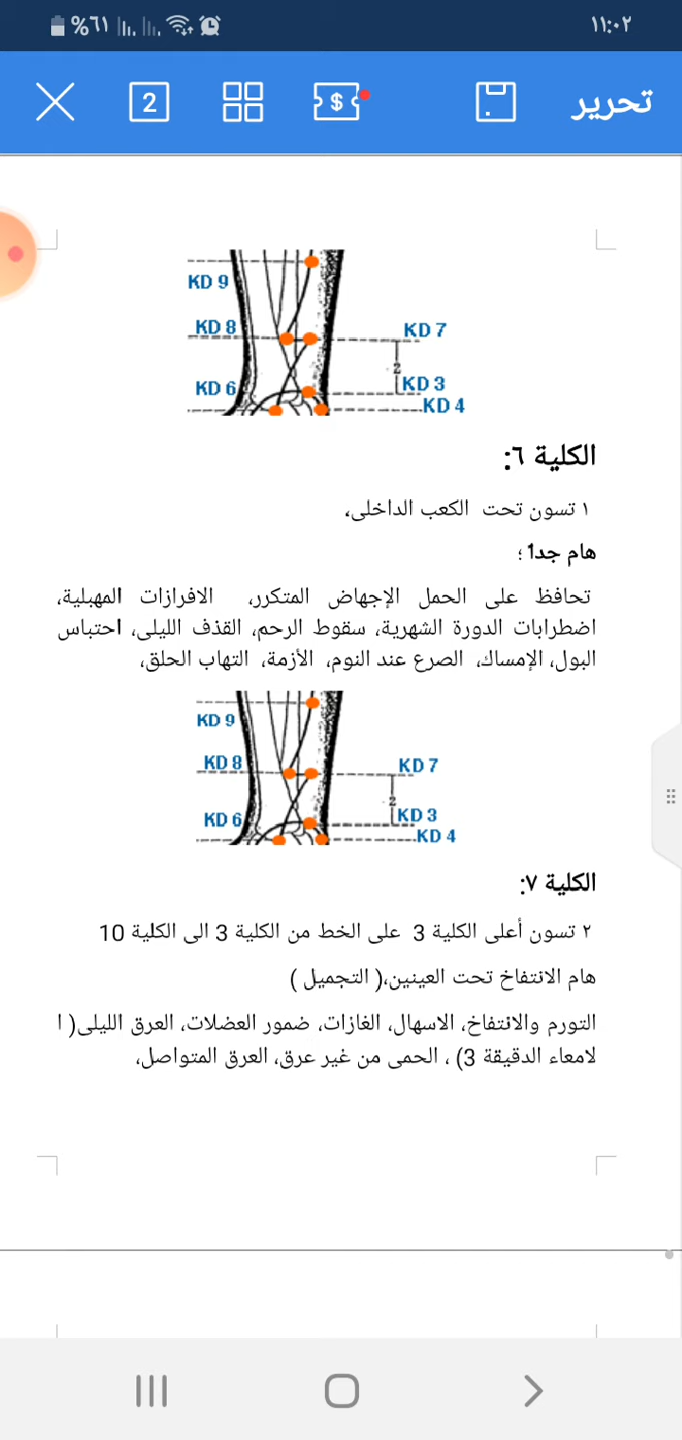 %٦١ ١١:٠٢
تحرير $ 2
KD 9
KD 8 KD 7
2
KD 6 KD 3
KD 4
الكلية ٦:
١ تسون تحت الكعب الداخلى،
هام جدا؛
تحافظ على الحمل الإجهاض المتكرر، الافرازات المهبلية،
اضطرابات الدورة الشهرية، سقوط الرحم، القذف الليلى، احتباس
البول، الإمساك، الصرع عند النوم، الأزمة، التهاب الحلق،
KD 9
KD 8 KD 7
2
KD 6 KD 3
KD 4
الكلية ٧:
٢ تسون أعلى الكلية 3 على الخط من الكلية 3 الى الكلية 10
هام الانتفاخ تحت العينين،( التجميل )
التورم والانتفاخ، الاسهال، الغازات، ضمور العضلات، العرق الليلى( ا
لامعاء الدقيقة 3) ، الحمى من غير عرق، العرق المتواصل،